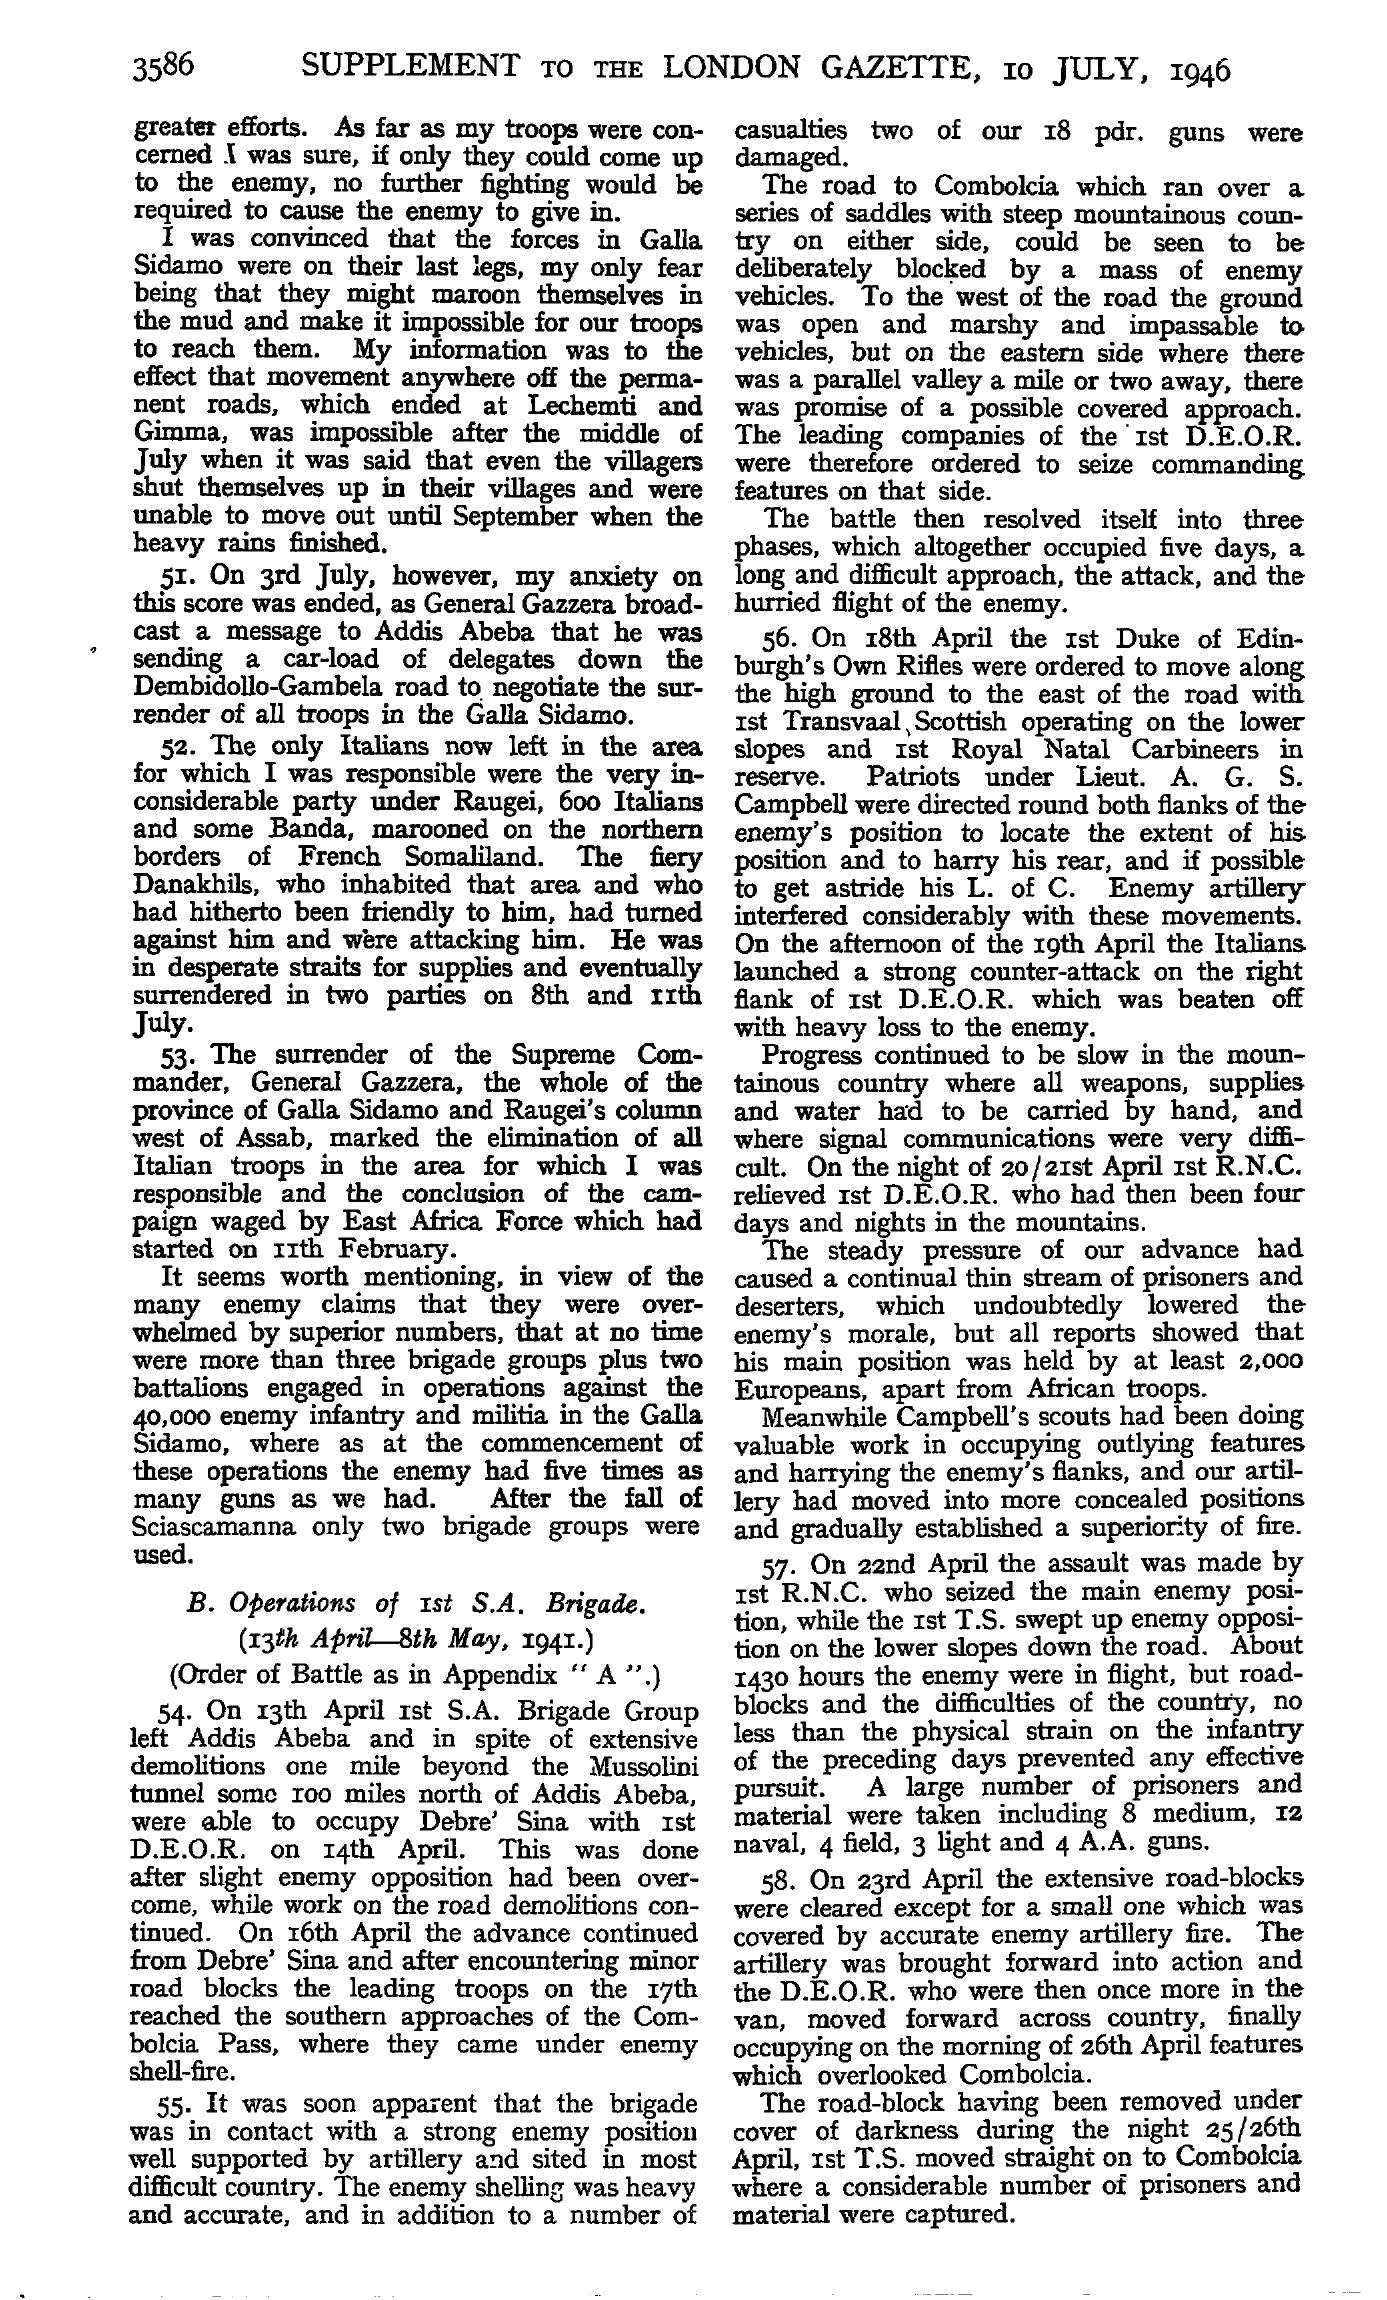 3586 SUPPLEMENT TO THE LONDON GAZETTE, 10 JULY, 1946
greater efforts. As far as my troops were con-
cerned I was sure, if only they could come up
to the enemy, no further fighting would be
required to cause the enemy to give in.
I was convinced that the forces in Galla
Sidamo were on their last legs, my only fear
being that they might maroon themselves in
the mud and make it impossible for our troops
to reach them. My information was to the
effect that movement anywhere off the perma-
nent roads, which ended at Lechemti and
Gimma, was impossible after the middle of
July when it was said that even the villagers
shut themselves up in their villages and were
unable to move out until September when the
heavy rains finished.
51. On 3rd July, however, my anxiety on
this score was ended, as General Gazzera broad-
cast a message to Addis Abeba that he was
sending a car-load of delegates down the
Dembidollo-Gambela road to negotiate the sur-
render of all troops in the Galla Sidamo.
52. The only Italians now left in the area
for which I was responsible were the very in-
considerable party under Raugei, 600 Italians
and some Banda, marooned on the northern
borders of French Somaliland. The fiery
Danakhils, who inhabited that area and who
had hitherto been friendly to him, had turned
against him and were attacking him. He was
in desperate straits for supplies and eventually
surrendered in two parties on 8th and 11th
July.
53. The surrender of the Supreme Com-
mander, General Gazzera, the whole of the
province of Galla Sidamo and Raugei's column
west of Assab, marked the elimination of all
Italian troops in the area for which I was
responsible and the conclusion of the cam-
paign waged by East Africa Force which had
started on 11th February.
It seems worth mentioning, in view of the
many enemy claims that they were over-
whelmed by superior numbers, that at no time
were more than three brigade groups plus two
battalions engaged in operations against the
40,000 enemy infantry and militia in the Galla
Sidamo, where as at the commencement of
these operations the enemy had five times as
many guns as we had. After the fall of
Sciascamanna only two brigade groups were
used.
B. Operations of 1st S.A. Brigade.
(13th April—8th May, 1941.)
(Order of Battle as in Appendix " A ".)
54. On 13th April 1st S.A. Brigade Group
left Addis Abeba and in spite of extensive
demolitions one mile beyond the Mussolini
tunnel some 100 miles north of Addis Abeba,
were able to occupy Debre' Sina with 1st
D.E.O.R. on 14th April. This was done
after slight enemy opposition had been over-
come, while work on the road demolitions con-
tinued. On 16th April the advance continued
from Debre' Sina and after encountering minor
road blocks the leading troops on the 17th
reached the southern approaches of the Com-
bolcia Pass, where they came under enemy
shell-fire.
55. It was soon apparent that the brigade
was in contact with a strong enemy position
well supported by artillery and sited in most
difficult country. The enemy shelling was heavy
and accurate, and in addition to a number of
casualties two of our 18 pdr. guns were
damaged.
The road to Combolcia which ran over a
series of saddles with steep mountainous coun-
try on either side, could be seen to be
deliberately blocked by a mass of enemy
vehicles. To the west of the road the ground
was open and marshy and impassable to
vehicles, but on the eastern side where there
was a parallel valley a mile or two away, there
was promise of a possible covered approach.
The leading companies of the 1st D.E.O.R.
were therefore ordered to seize commanding
features on that side.
The battle then resolved itself into three
phases, which altogether occupied five days, a
long and difficult approach, the attack, and the
hurried flight of the enemy.
56. On 18th April the 1st Duke of Edin-
burgh's Own Rifles were ordered to move along
the high ground to the east of the road with
1st Transvaal Scottish operating on the lower
slopes and 1st Royal Natal Carbineers in
reserve. Patriots under Lieut. A. G. S.
Campbell were directed round both flanks of the
enemy's position to locate the extent of his
position and to harry his rear, and if possible
to get astride his L. of C. Enemy artillery
interfered considerably with these movements.
On the afternoon of the 19th April the Italians
launched a strong counter-attack on the right
flank of 1st D.E.O.R. which was beaten off
with heavy loss to the enemy.
Progress continued to be slow in the moun-
tainous country where all weapons, supplies
and water had to be carried by hand, and
where signal communications were very diffi-
cult. On the night of 20/21st April 1st R.N.C.
relieved 1st D.E.O.R. who had then been four
days and nights in the mountains.
The steady pressure of our advance had
caused a continual thin stream of prisoners and
deserters, which undoubtedly lowered the
enemy's morale, but all reports showed that
his main position was held by at least 2,000
Europeans, apart from African troops.
Meanwhile Campbell's scouts had been doing
valuable work in occupying outlying features
and harrying the enemy's flanks, and our artil-
lery had moved into more concealed positions
and gradually established a superiority of fire.
57. On 22nd April the assault was made by
1st R.N.C. who seized the main enemy posi-
tion, while the 1st T.S. swept up enemy opposi-
tion on the lower slopes down the road. About
1430 hours the enemy were in flight, but road-
blocks and the difficulties of the country, no
less than the physical strain on the infantry
of the preceding days prevented any effective
pursuit. A large number of prisoners and
material were taken including 8 medium, 12
naval, 4 field, 3 light and 4 A.A. guns.
58. On 23rd April the extensive road-blocks
were cleared except for a small one which was
covered by accurate enemy artillery fire. The
artillery was brought forward into action and
the D.E.O.R. who were then once more in the
van, moved forward across country, finally
occupying on the morning of 26th April features
which overlooked Combolcia.
The road-block having been removed under
cover of darkness during the night 25/26th
April, 1st T.S. moved straight on to Combolcia
where a considerable number of prisoners and
material were captured.